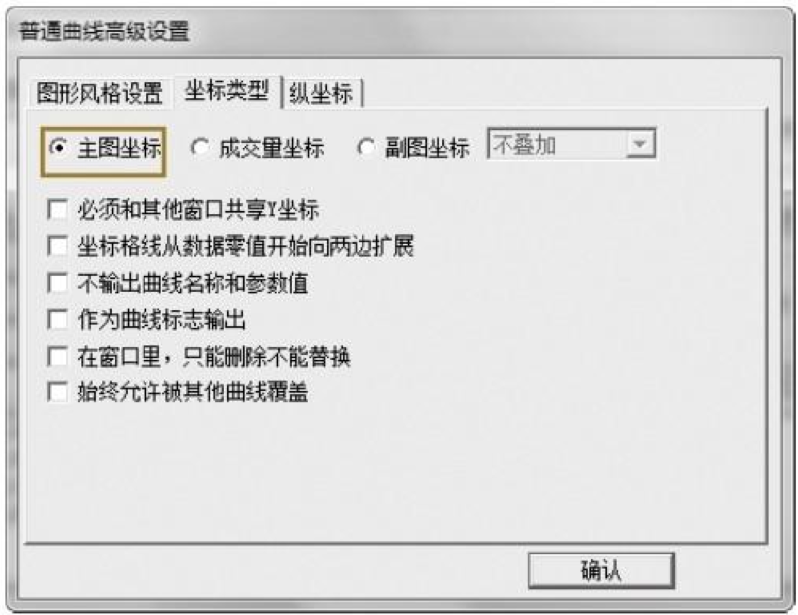 普通曲线高级设置
图形风格设置 坐标类型 纵坐标
主图坐标 成交量坐标 副图坐标 不叠加
必须和其他窗口共享Y坐标
坐标格线从数据零值开始向两边扩展
不输出曲线名称和参数值
作为曲线标志输出
在窗口里，只能删除不能替换
始终允许被其他曲线覆盖
确认